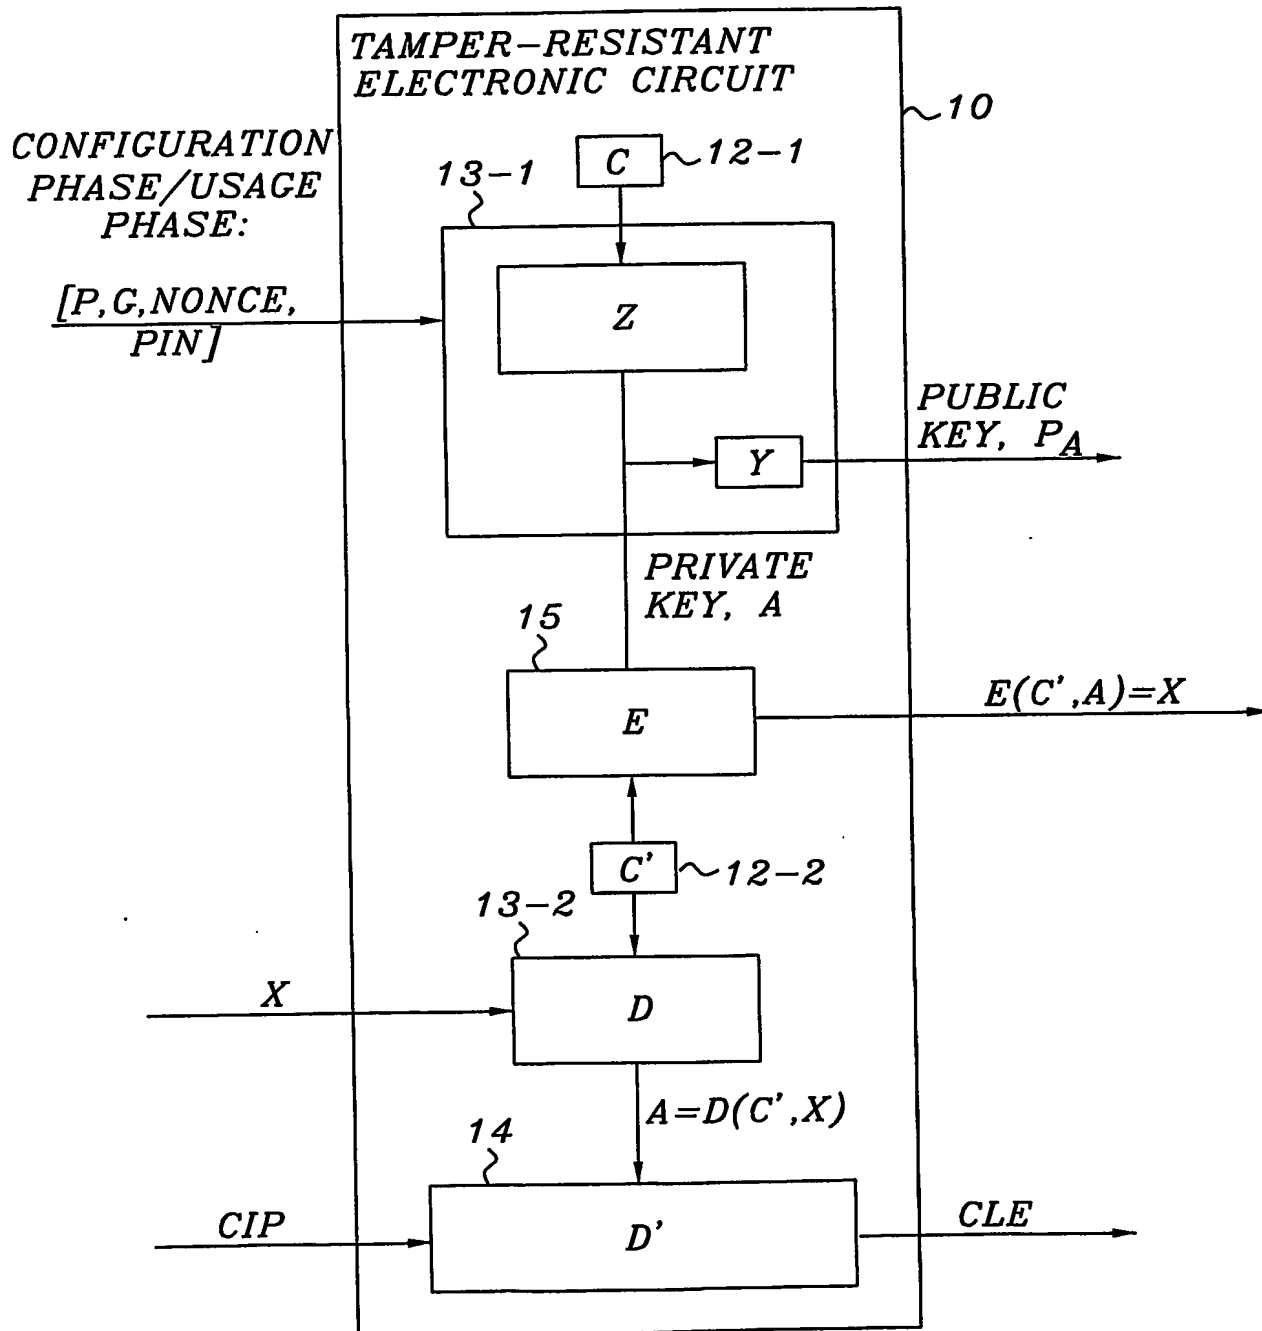 TAMPER-RESISTANT
ELECTRONIC CIRCUIT
10
CONFIGURATION
PHASE/USAGE
PHASE:
C
12-1
13-1
[P,G,NONCE,
PIN]
Z
PUBLIC
KEY, PA
Y
PRIVATE
KEY, A
15
E
E(C',A)=X
C'
12-2
13-2
X
D
A=D(C',X)
14
CIP
D'
CLE